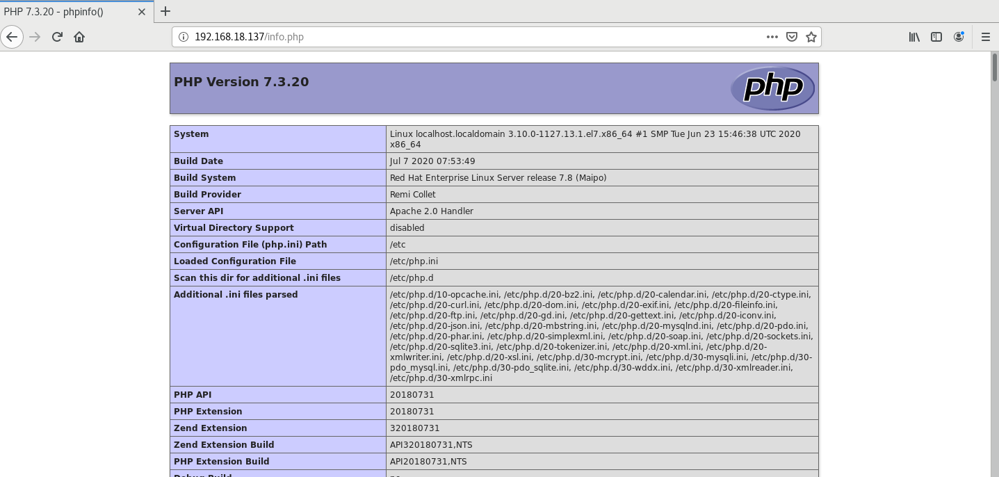 PHP 7.3.20 - phpinfo()
192.168.18.137/info.php
PHP Version 7.3.20
php
System
Linux localhost.localdomain 3.10.0-1127.13.1.el7.x86_64 #1 SMP Tue Jun 23 15:46:38 UTC 2020
x86_64
Build Date
Jul 7 2020 07:53:49
Build System
Red Hat Enterprise Linux Server release 7.8 (Maipo)
Build Provider
Remi Collet
Server API
Apache 2.0 Handler
Virtual Directory Support
disabled
Configuration File (php.ini) Path
/etc
Loaded Configuration File
/etc/php.ini
Scan this dir for additional .ini files
/etc/php.d
Additional .ini files parsed
/etc/php.d/10-opcache.ini, /etc/php.d/20-bz2.ini, /etc/php.d/20-calendar.ini, /etc/php.d/20-ctype.ini,
/etc/php.d/20-curl.ini, /etc/php.d/20-dom.ini, /etc/php.d/20-exif.ini, /etc/php.d/20-fileinfo.ini,
/etc/php.d/20-ftp.ini, /etc/php.d/20-gd.ini, /etc/php.d/20-gettext.ini, /etc/php.d/20-iconv.ini,
/etc/php.d/20-json.ini, /etc/php.d/20-mbstring.ini, /etc/php.d/20-mysqlnd.ini, /etc/php.d/20-pdo.ini,
/etc/php.d/20-phar.ini, /etc/php.d/20-simplexml.ini, /etc/php.d/20-soap.ini, /etc/php.d/20-sockets.ini,
/etc/php.d/20-sqlite3.ini, /etc/php.d/20-tokenizer.ini, /etc/php.d/20-xml.ini, /etc/php.d/20-
xmlwriter.ini, /etc/php.d/20-xsl.ini, /etc/php.d/30-mcrypt.ini, /etc/php.d/30-mysqli.ini, /etc/php.d/30-
pdo_mysql.ini, /etc/php.d/30-pdo_sqlite.ini, /etc/php.d/30-wddx.ini, /etc/php.d/30-xmlreader.ini,
/etc/php.d/30-xmlrpc.ini
PHP API
20180731
PHP Extension
20180731
Zend Extension
320180731
Zend Extension Build
API320180731,NTS
PHP Extension Build
API20180731,NTS
Debug Build
no